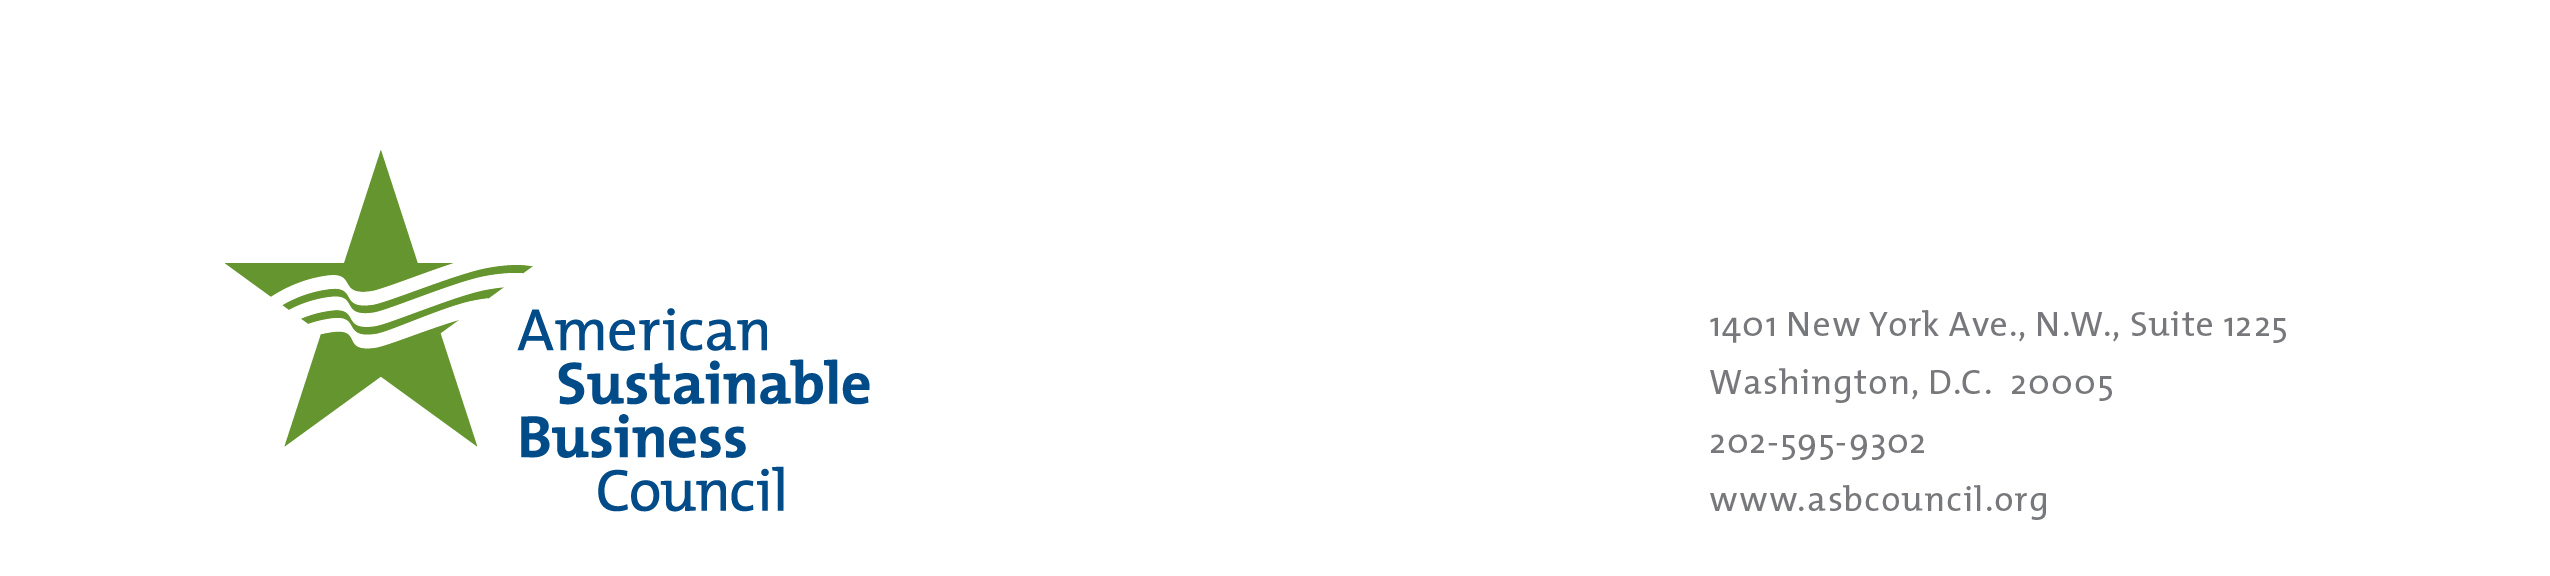 American
Sustainable
Business
Council
1401 New York Ave., N.W., Suite 1225
Washington, D.C.  20005
202-595-9302
www.asbcouncil.org